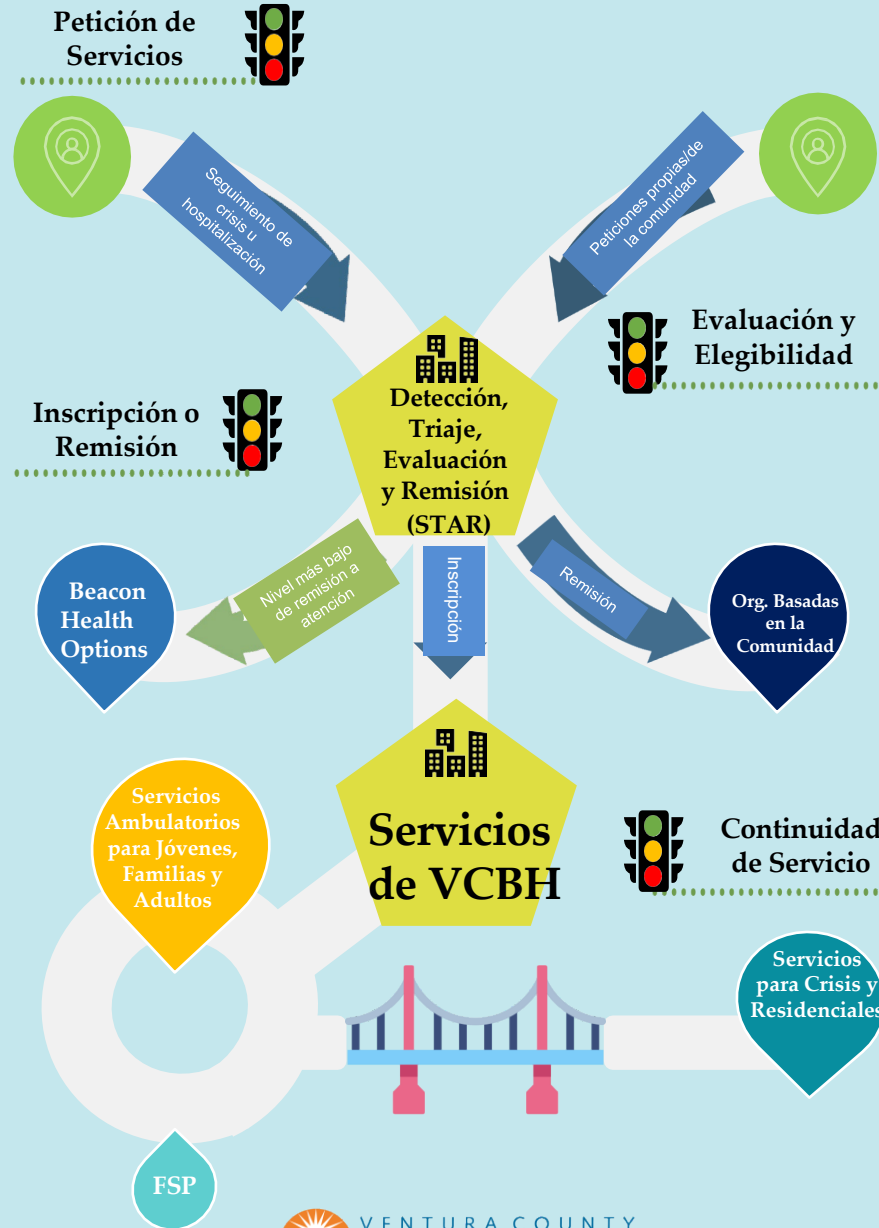 Petición de
Servicios
Seguimiento de
crisis u
hospitalización
Peticiones propias/de
la comunidad
Evaluación y
Elegibilidad
Inscripción o
Remisión
Detección,
Triaje,
Evaluación
y Remisión
(STAR)
Nivel más bajo
de remisión a
atención
Inscripción
Remisión
Beacon
Health
Options
Org. Basadas
en la
Comunidad
Servicios
Ambulatorios
para Jóvenes,
Familias y
Adultos
Servicios
de VCBH
Continuidad
de Servicio
Servicios
para Crisis y
Residenciales
FSP
VENTURA COUNTY